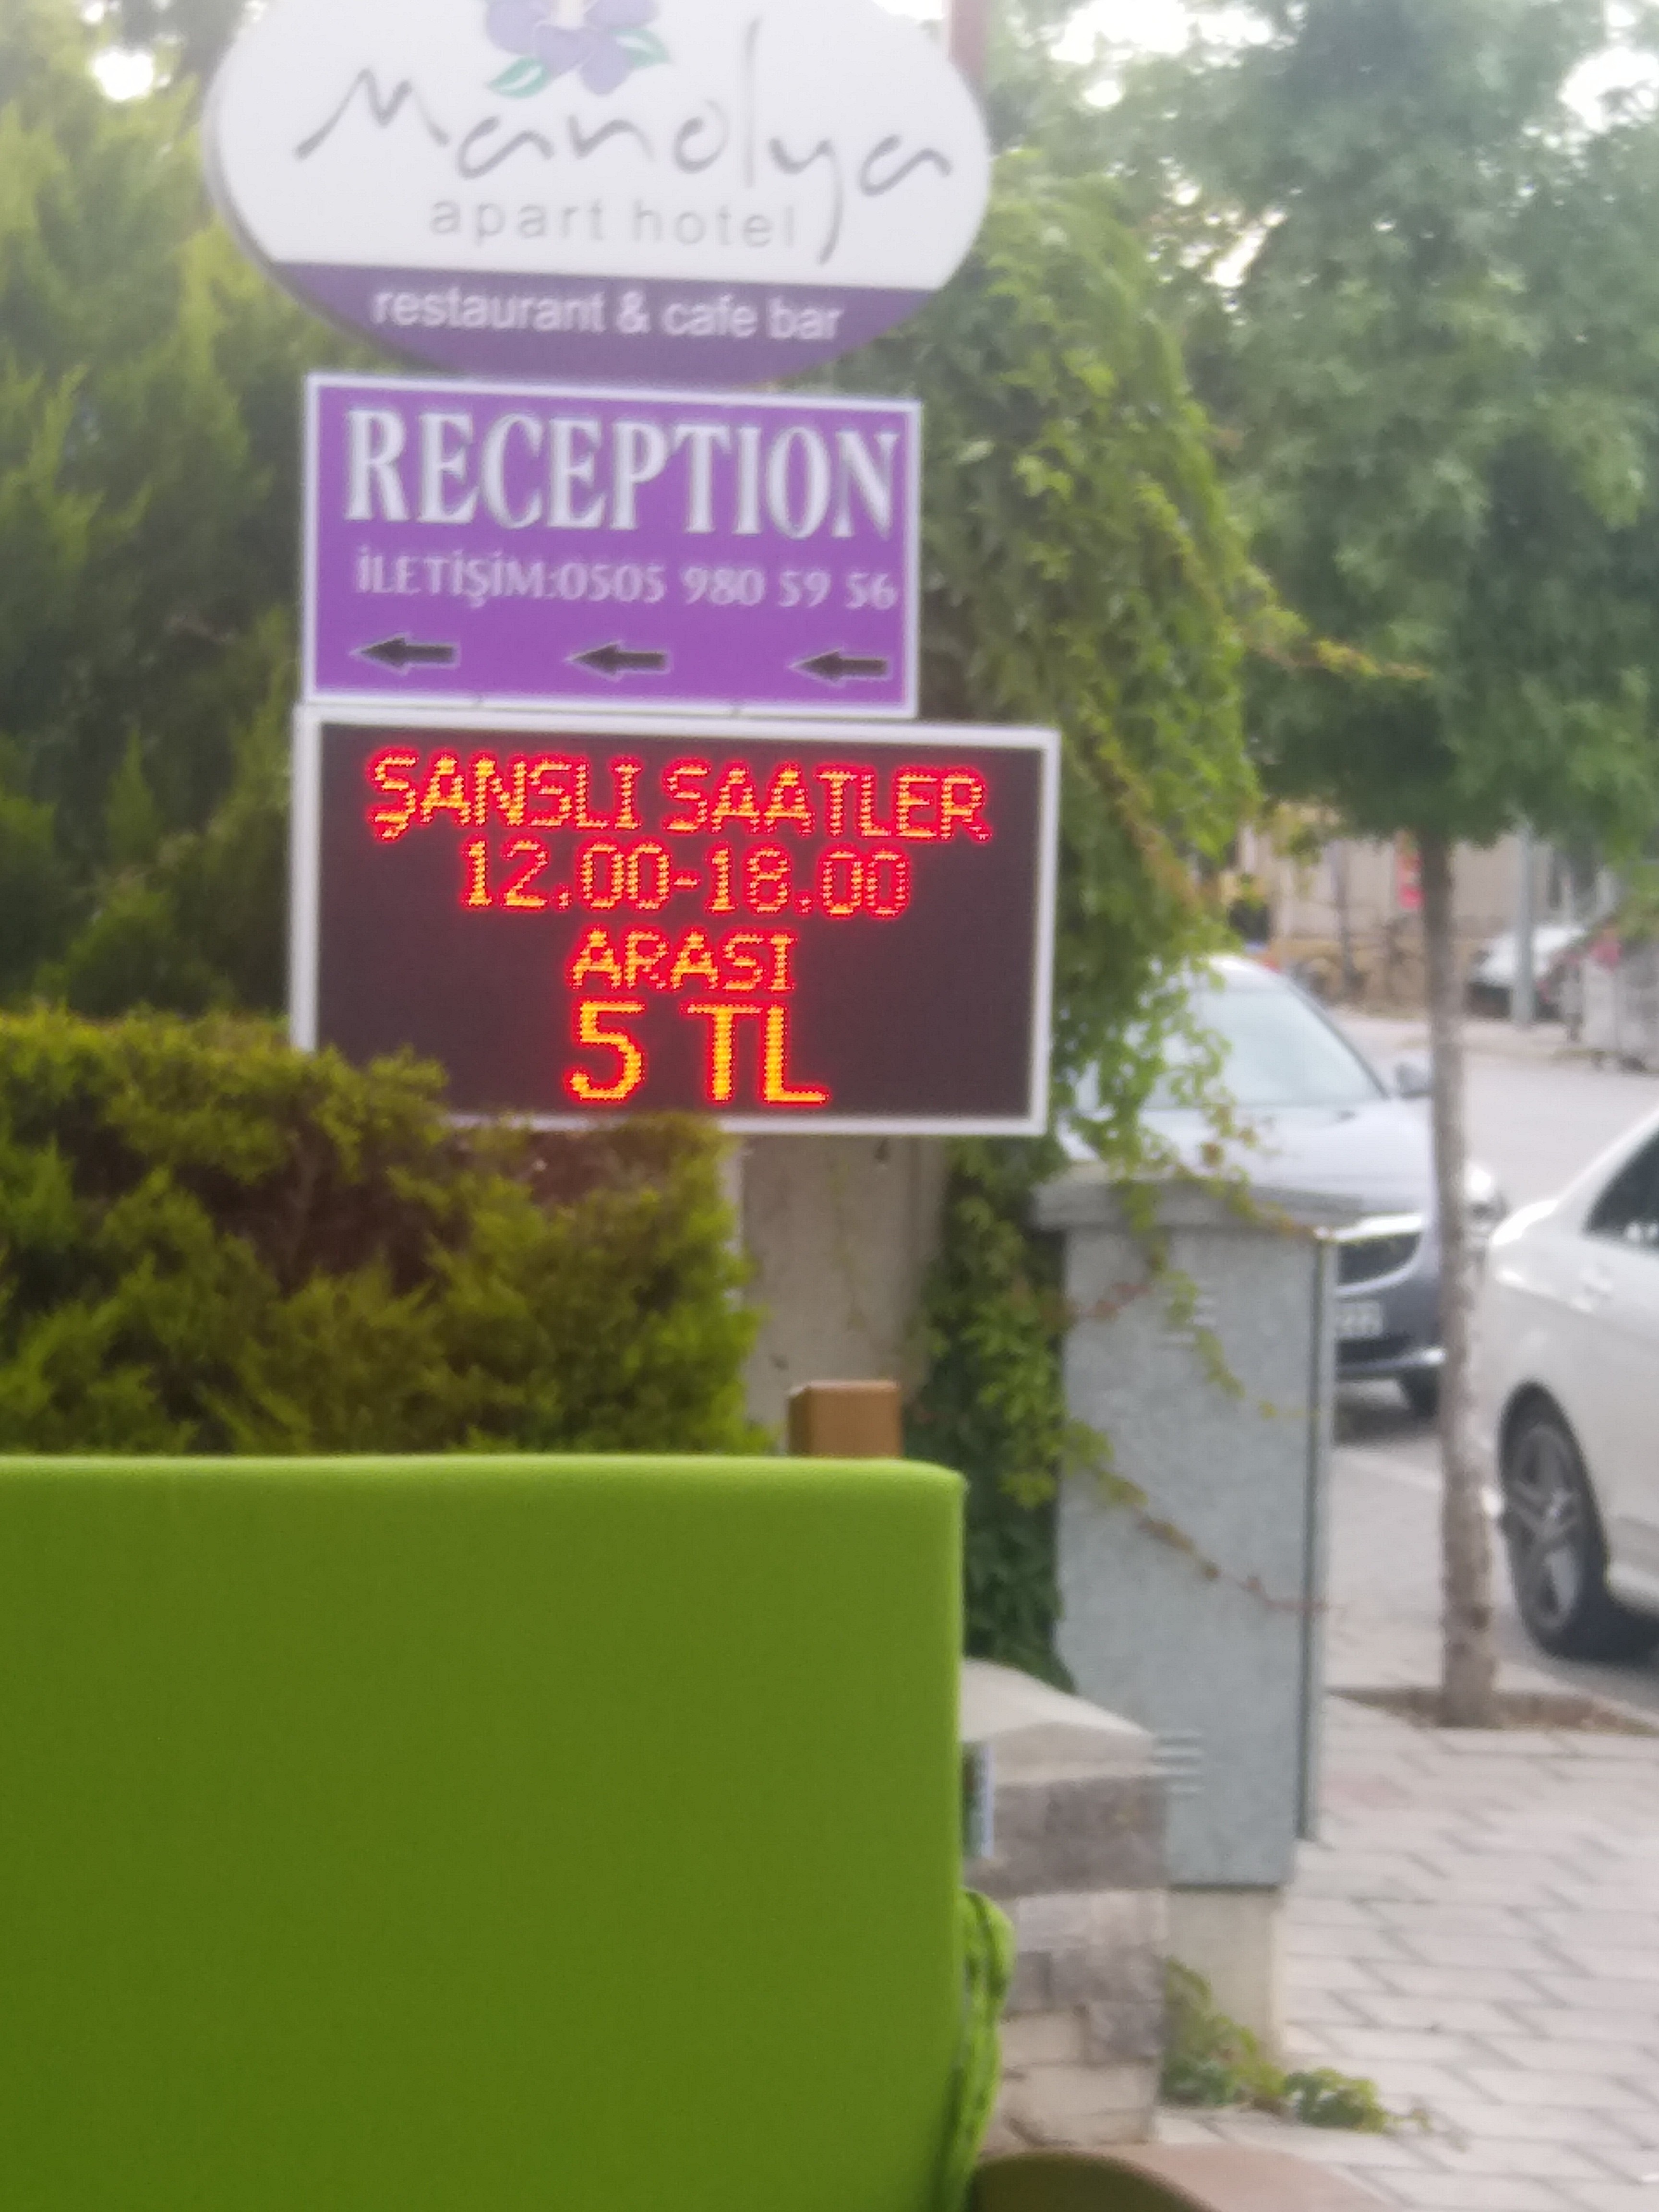 Manolya
apart hotel
restaurant & cafe bar
RECEPTION
İLETİŞİM:0505 980 59 56
ŞANSLI SAATLER
12.00-18.00
ARASI
5 TL